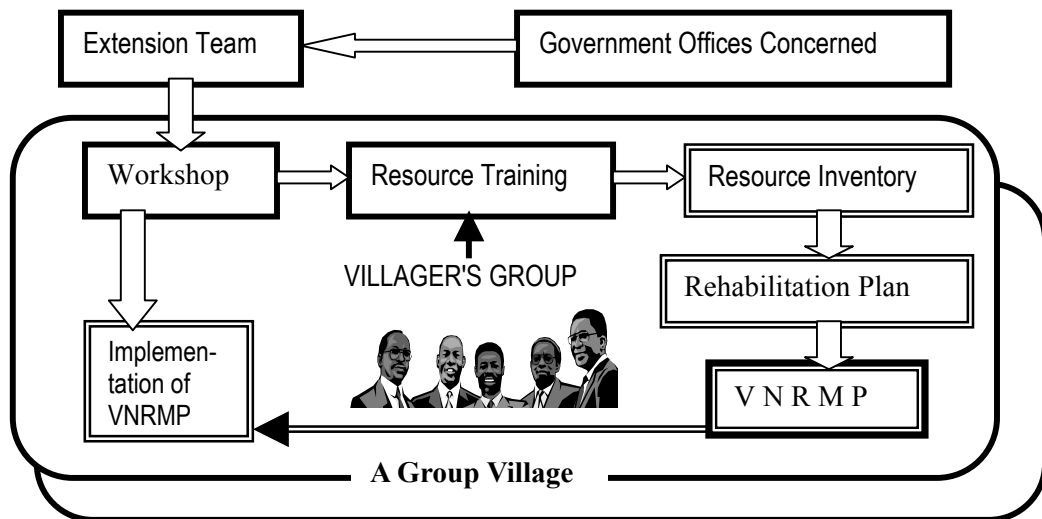 Extension Team
Government Offices Concerned
Workshop
Resource Training
Resource Inventory
VILLAGER'S GROUP
Rehabilitation Plan
Implemen-
tation of
VNRMP
V N R M P
A Group Village